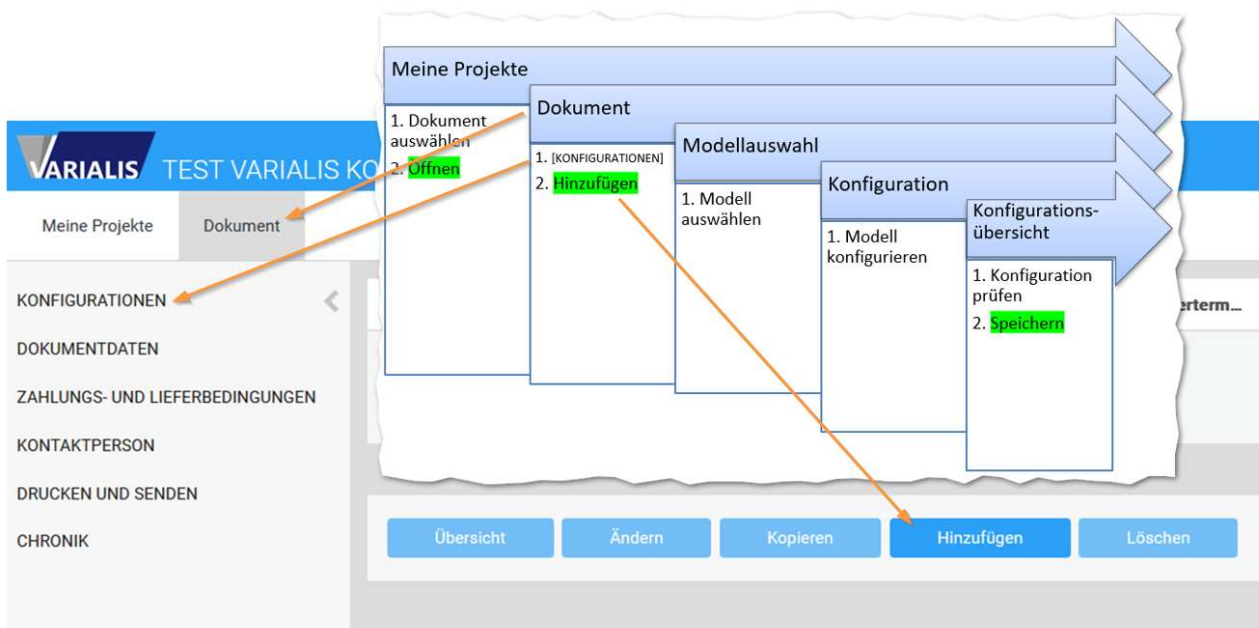 Meine Projekte
1. Dokument
auswählen
2. Öffnen
Dokument
1. [KONFIGURATIONEN]
2. Hinzufügen
Modellauswahl
1. Modell
auswählen
Konfiguration
1. Modell
konfigurieren
Konfigurations-
übersicht
1. Konfiguration
prüfen
2. Speichern
VARIALIS TEST VARIALIS KO
Meine Projekte Dokument
KONFIGURATIONEN
erterm...
DOKUMENTDATEN
ZAHLUNGS- UND LIEFERBEDINGUNGEN
KONTAKTPERSON
DRUCKEN UND SENDEN
CHRONIK
Übersicht Ändern Kopieren Hinzufügen Löschen